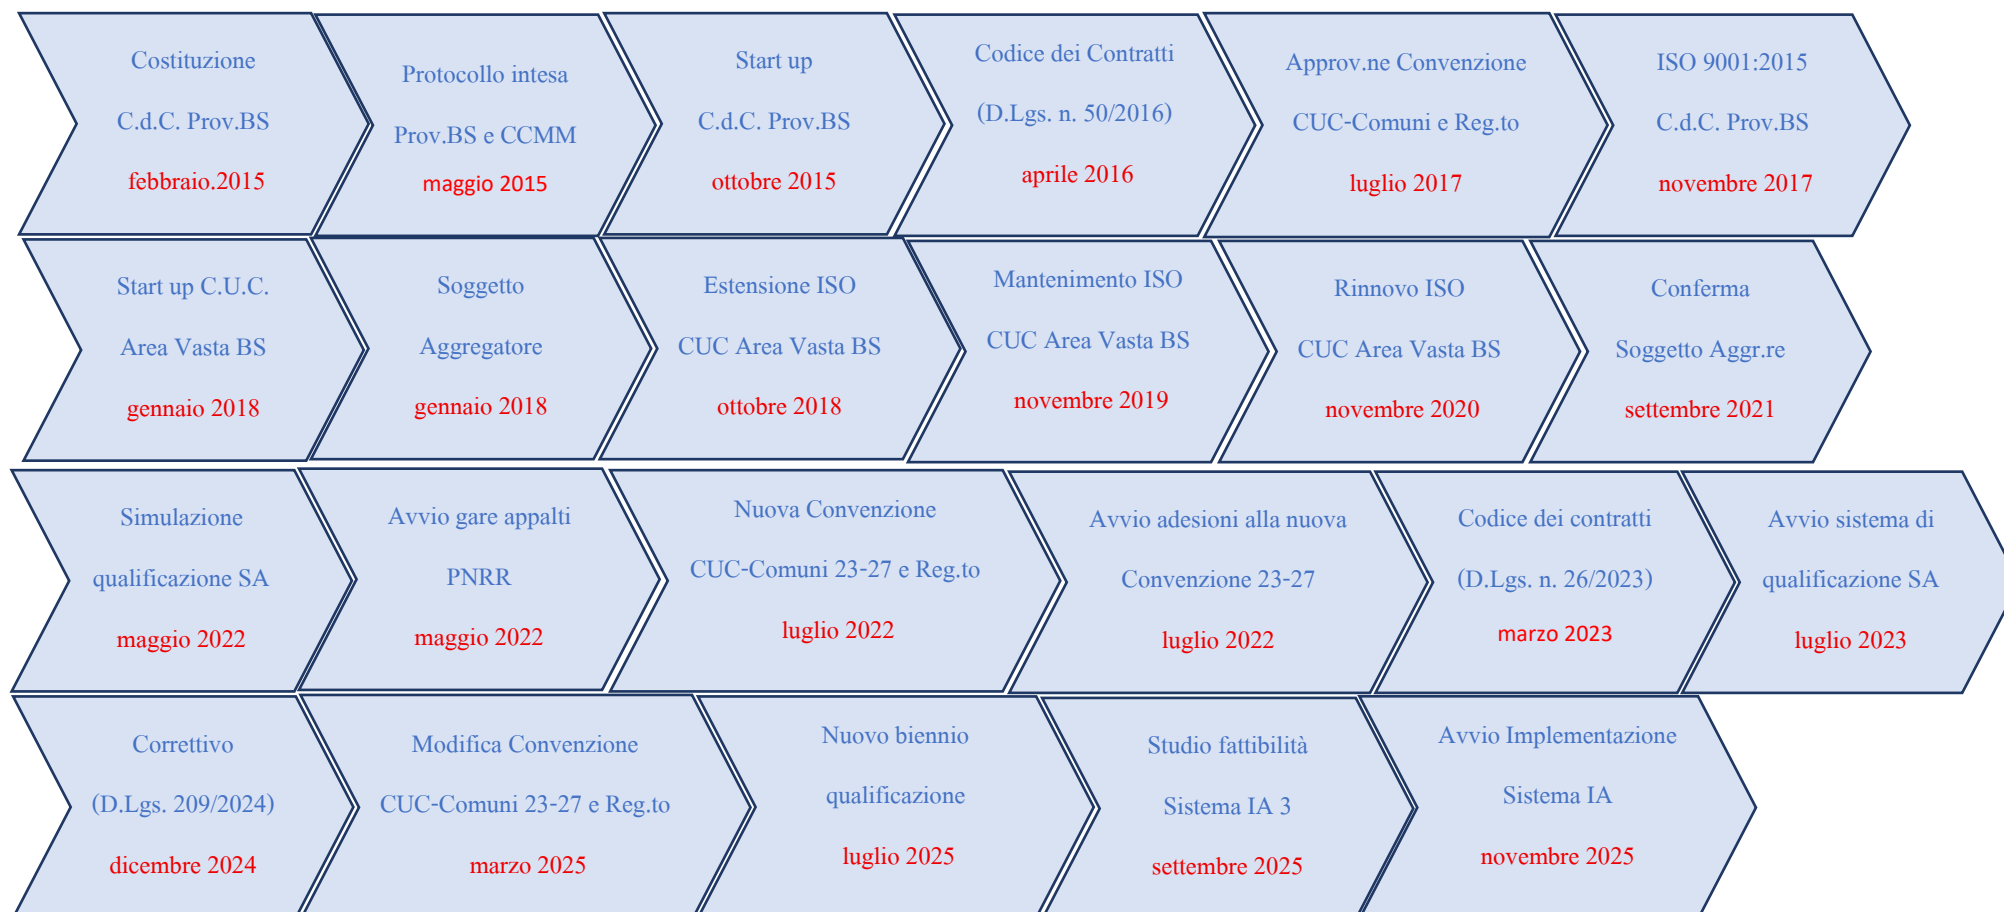 Costituzione
C.d.C. Prov.BS
febbraio.2015
Protocollo intesa
Prov.BS e CCMM
maggio 2015
Start up
C.d.C. Prov.BS
ottobre 2015
Codice dei Contratti
(D.Lgs. n. 50/2016)
aprile 2016
Approv.ne Convenzione
CUC-Comuni e Reg.to
luglio 2017
ISO 9001:2015
C.d.C. Prov.BS
novembre 2017
Start up C.U.C.
Area Vasta BS
gennaio 2018
Soggetto
Aggregatore
gennaio 2018
Estensione ISO
CUC Area Vasta BS
ottobre 2018
Mantenimento ISO
CUC Area Vasta BS
novembre 2019
Rinnovo ISO
CUC Area Vasta BS
novembre 2020
Conferma
Soggetto Aggr.re
settembre 2021
Simulazione
qualificazione SA
maggio 2022
Avvio gare appalti
PNRR
maggio 2022
Nuova Convenzione
CUC-Comuni 23-27 e Reg.to
luglio 2022
Avvio adesioni alla nuova
Convenzione 23-27
luglio 2022
Codice dei contratti
(D.Lgs. n. 26/2023)
marzo 2023
Avvio sistema di
qualificazione SA
luglio 2023
Correttivo
(D.Lgs. 209/2024)
dicembre 2024
Modifica Convenzione
CUC-Comuni 23-27 e Reg.to
marzo 2025
Nuovo biennio
qualificazione
luglio 2025
Studio fattibilità
Sistema IA 3
settembre 2025
Avvio Implementazione
Sistema IA
novembre 2025